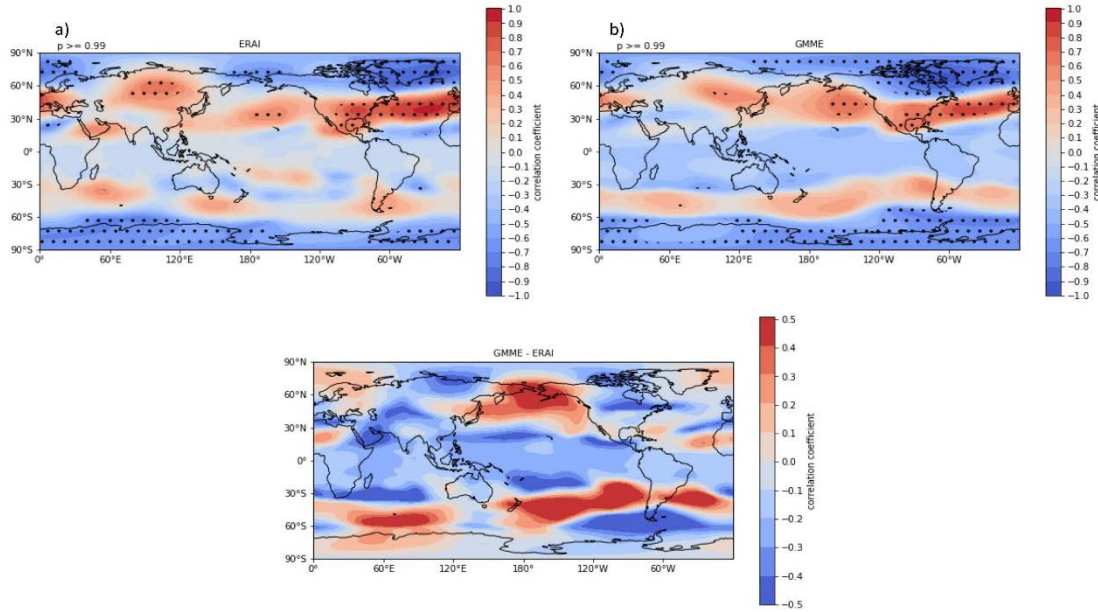 a)
p >= 0.99
ERAI
90°N
60°N
30°N
0°
30°S
60°S
90°S
0°
60°E
120°E
180°
120°W
60°W
1.0
0.9
0.8
0.7
0.6
0.5
0.4
0.3
0.2
0.1
0.0
−0.1
−0.2
−0.3
−0.4
−0.5
−0.6
−0.7
−0.8
−0.9
−1.0
correlation coefficient
b)
p >= 0.99
GMME
90°N
60°N
30°N
0°
30°S
60°S
90°S
0°
60°E
120°E
180°
120°W
60°W
1.0
0.9
0.8
0.7
0.6
0.5
0.4
0.3
0.2
0.1
0.0
−0.1
−0.2
−0.3
−0.4
−0.5
−0.6
−0.7
−0.8
−0.9
−1.0
correlation coefficient
GMME - ERAI
90°N
60°N
30°N
0°
30°S
60°S
90°S
0°
60°E
120°E
180°
120°W
60°W
0.5
0.4
0.3
0.2
0.1
0.0
−0.1
−0.2
−0.3
−0.4
−0.5
correlation coefficient